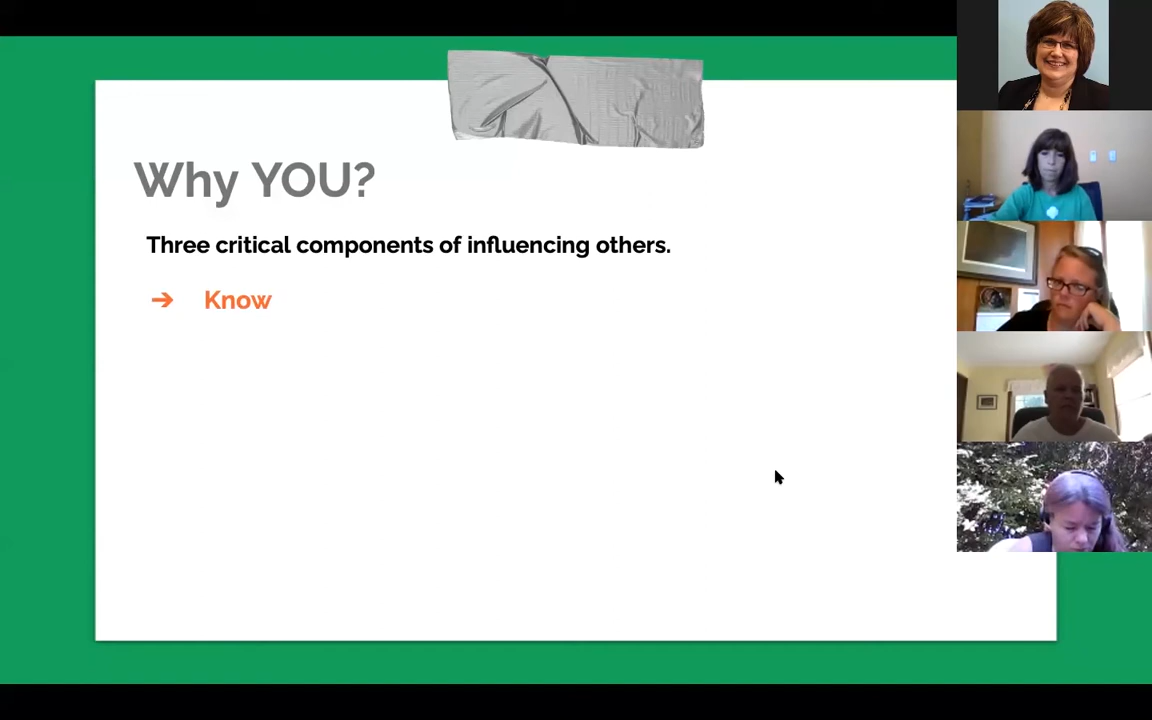 Why YOU?
Three critical components of influencing others.
➔ Know